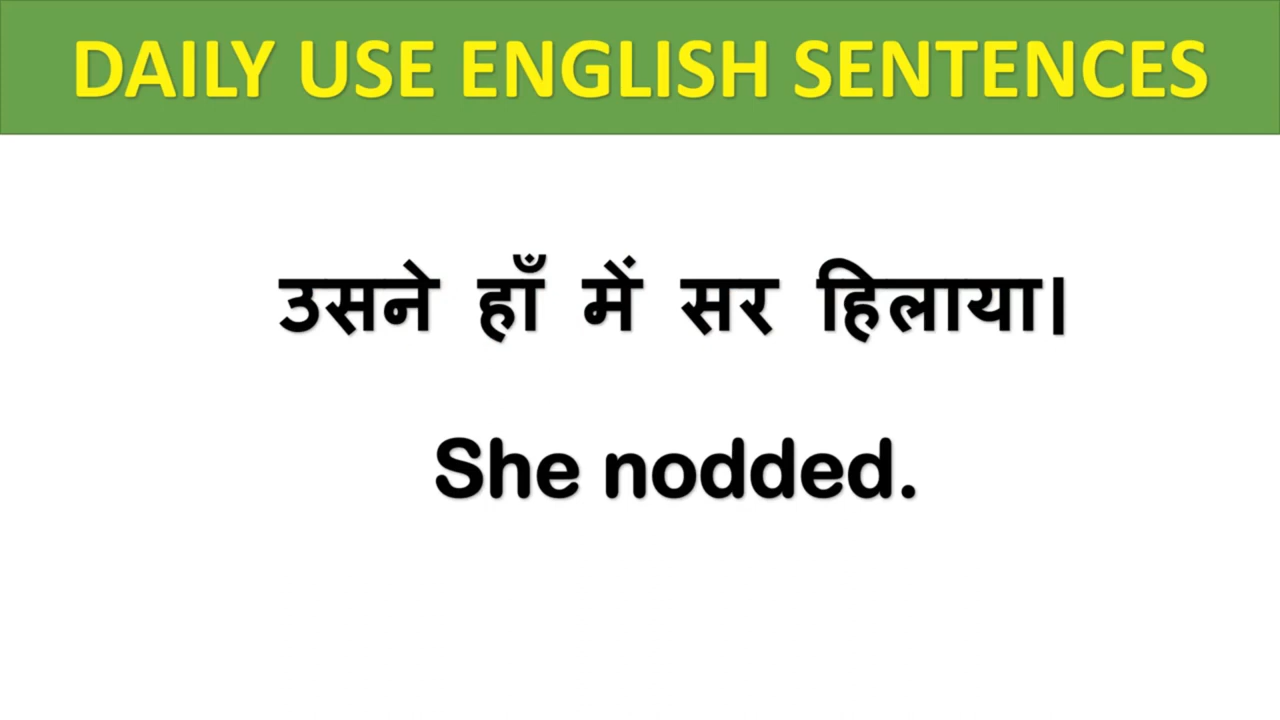 DAILY USE ENGLISH SENTENCES
उसने हाँ में सर हिलाया।
She nodded.